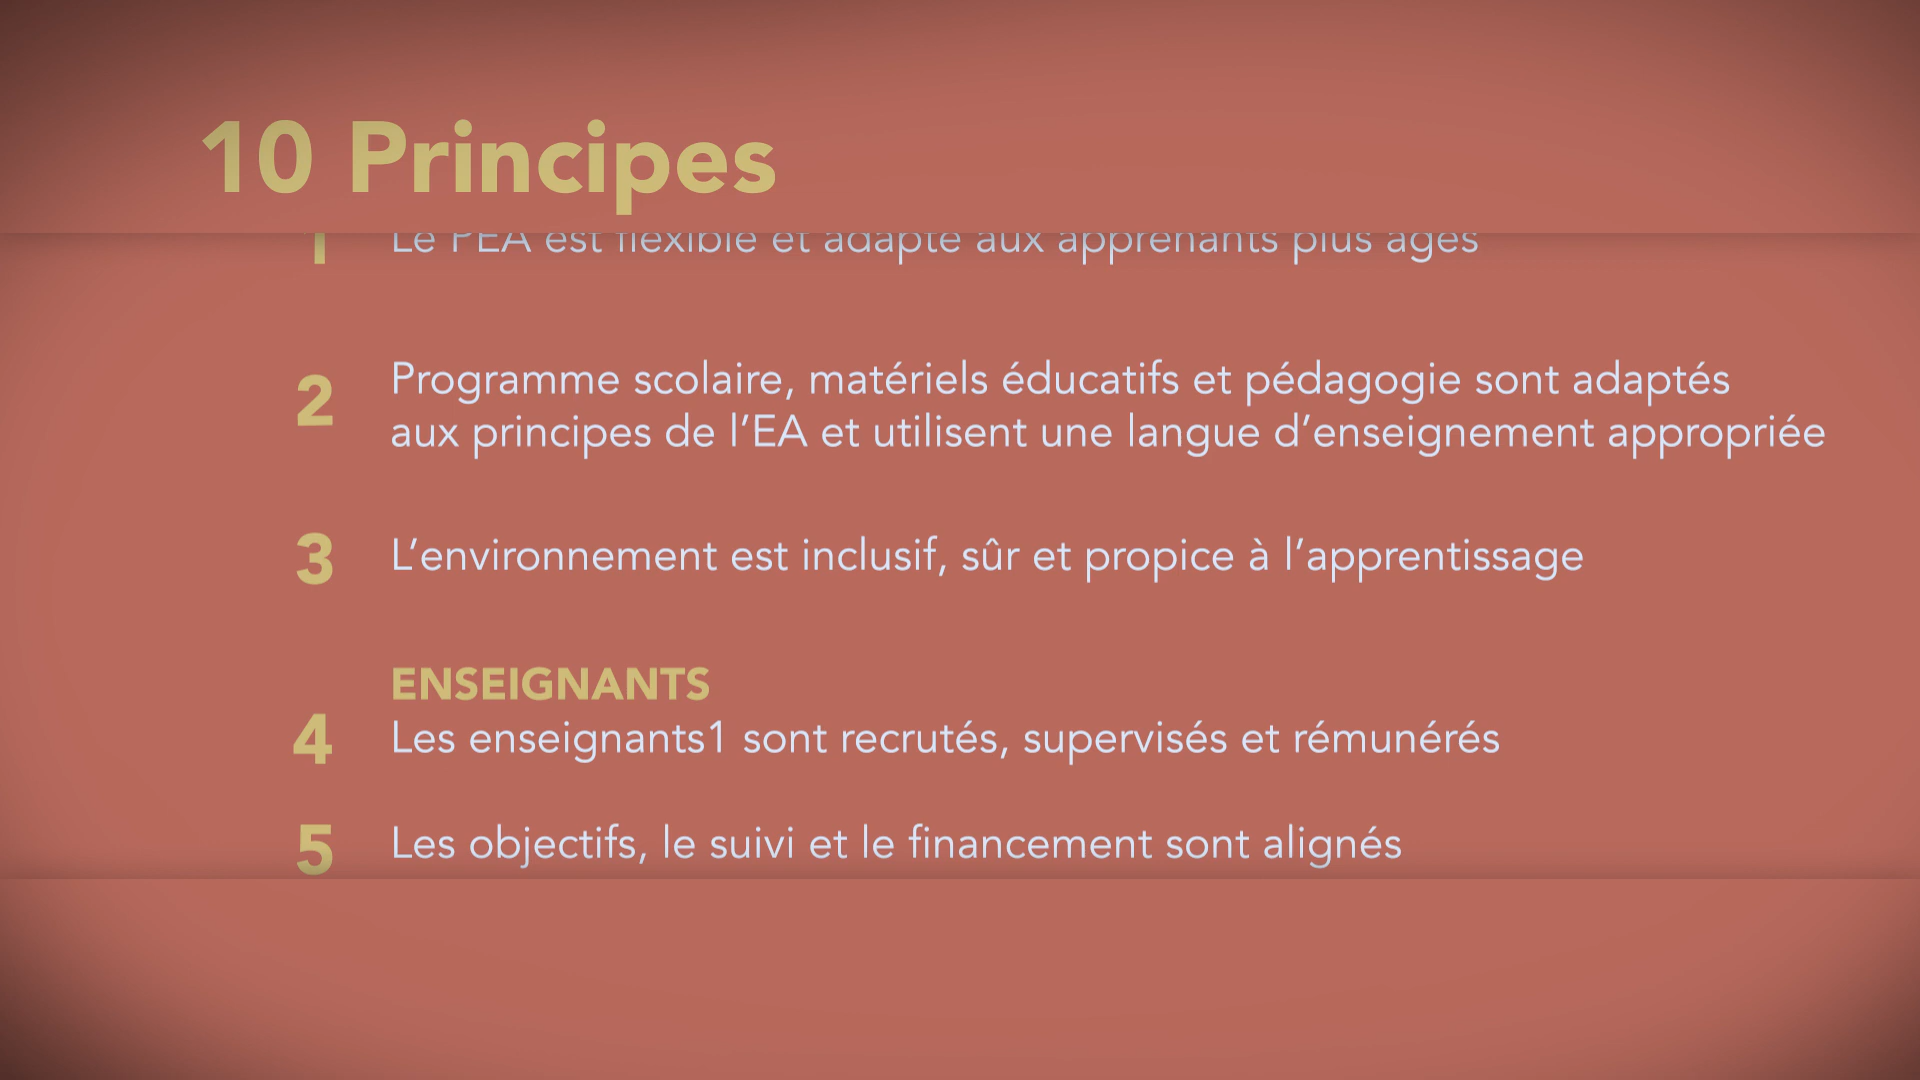 10 Principes
1 Le PEA est flexible et adapté aux apprenants plus âgés
2 Programme scolaire, matériels éducatifs et pédagogie sont adaptés
aux principes de l’EA et utilisent une langue d’enseignement appropriée
3 L’environnement est inclusif, sûr et propice à l’apprentissage
ENSEIGNANTS
4 Les enseignants1 sont recrutés, supervisés et rémunérés
5 Les objectifs, le suivi et le financement sont alignés